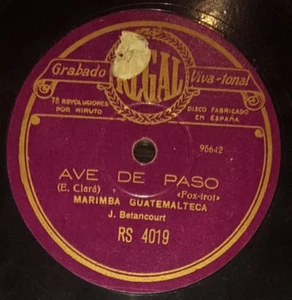 REGAL
Grabado Viva-tonal
78 REVOLUCIONES POR MINUTO
DISCO FABRICADO EN ESPAÑA
95642
AVE DE PASO
(E. Clará) «Fox-trot»
MARIMBA GUATEMALTECA
J. Betancourt
RS 4019